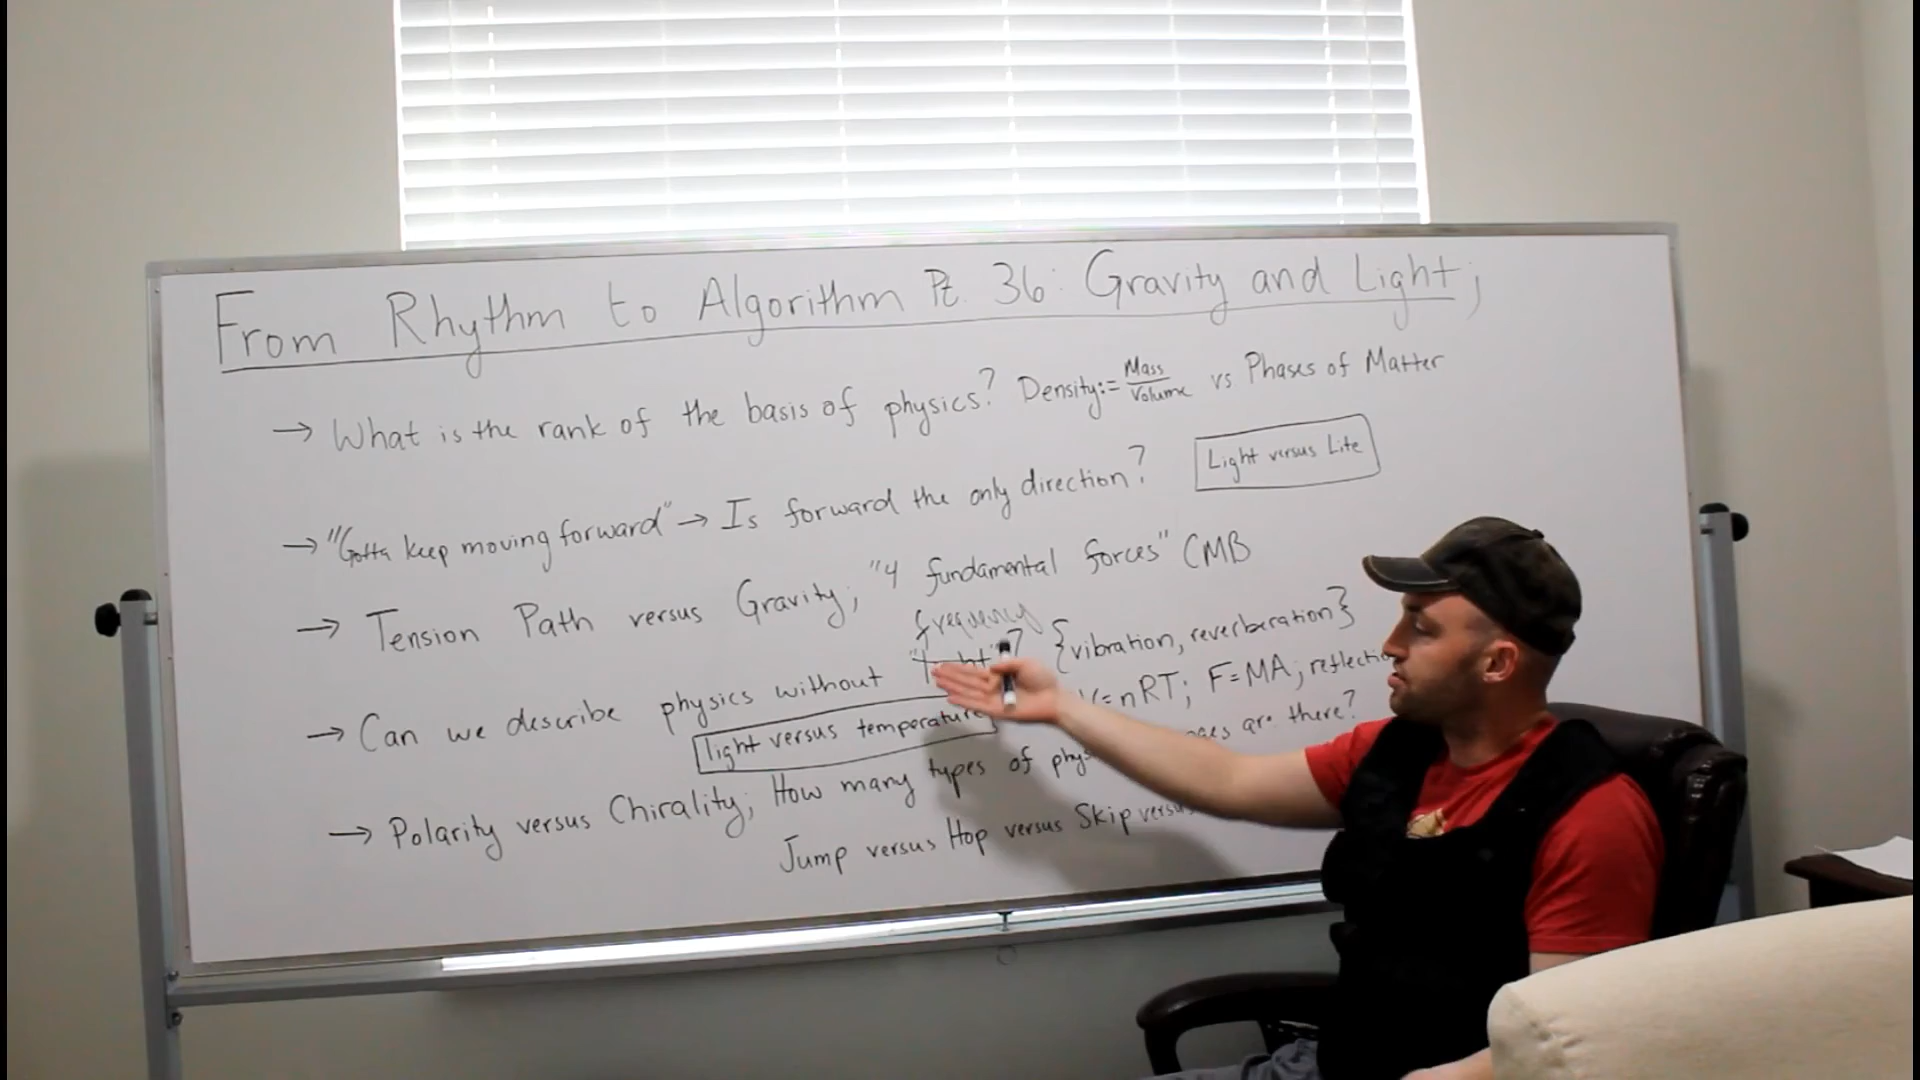 From Rhythm to Algorithm Pt. 36: Gravity and Light;
→ What is the rank of the basis of physics? Density:= Mass/Volume vs Phases of Matter
→ "Gotta keep moving forward" → Is forward the only direction? Light versus Lite
→ Tension Path versus Gravity; "4 fundamental forces" CMB
frequency
→ Can we describe physics without {vibration, reverberation}
light versus temperature =nRT; F=MA;
→ Polarity versus Chirality; How many types of are there?
Jump versus Hop versus Skip